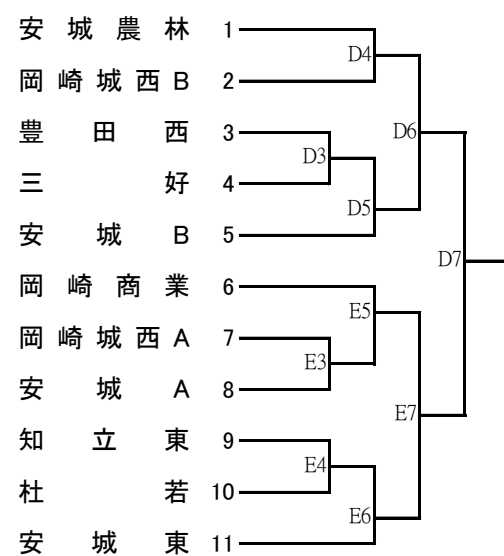 安城農林 1
D4
岡崎城西B 2
D6
豊田西 3
D3
三好 4
D5
安城B 5
D7
岡崎商業 6
E5
岡崎城西A 7
E3
安城A 8
E7
知立東 9
E4
杜若 10
E6
安城東 11